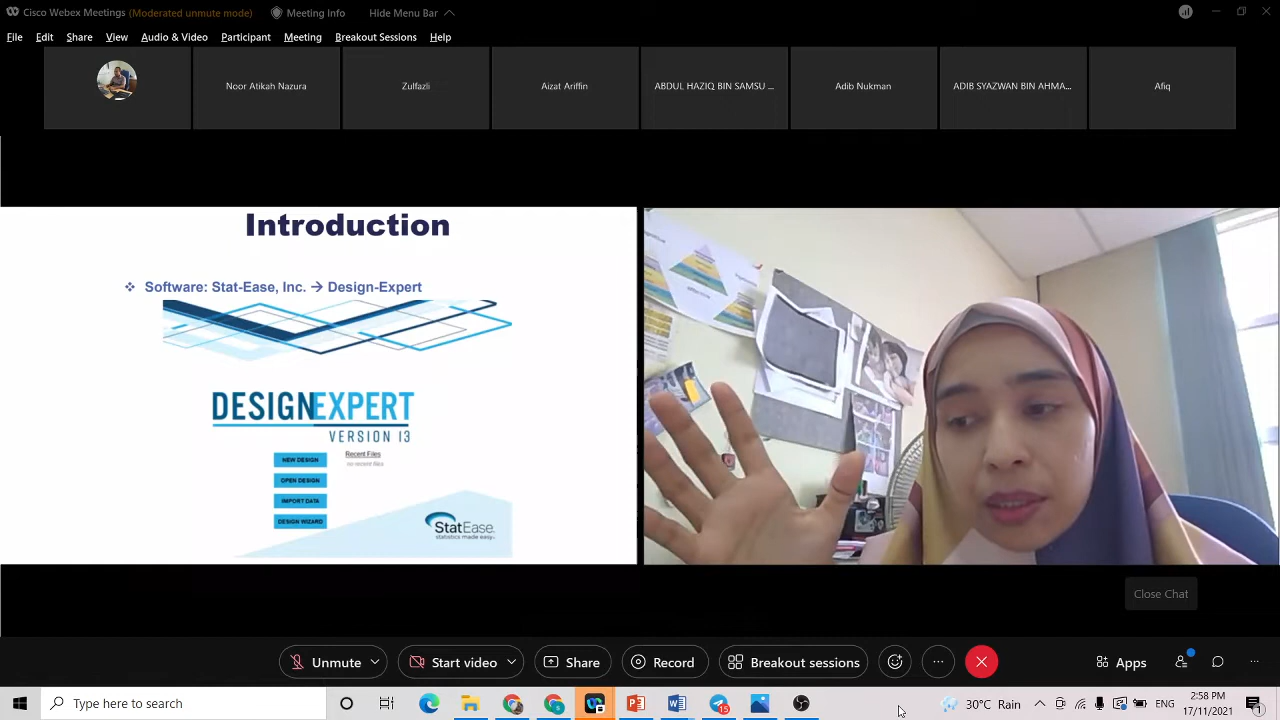 Cisco Webex Meetings (Moderated unmute mode) Meeting Info Hide Menu Bar
File Edit Share View Audio & Video Participant Meeting Breakout Sessions Help
Noor Atikah Nazura
Zulfazli
Aizat Ariffin
ABDUL HAZIQ BIN SAMSU ...
Adib Nukman
ADIB SYAZWAN BIN AHMA...
Afiq
Introduction
❖ Software: Stat-Ease, Inc. → Design-Expert
DESIGNEXPERT
VERSION 13
NEW DESIGN
OPEN DESIGN
IMPORT DATA
DESIGN WIZARD
Recent Files
no recent files
StatEase
statistics made easy
Close Chat
Unmute Start video Share Record Breakout sessions ... Apps ...
Type here to search
15
30°C Rain ENG
2:58 PM
17/11/2021